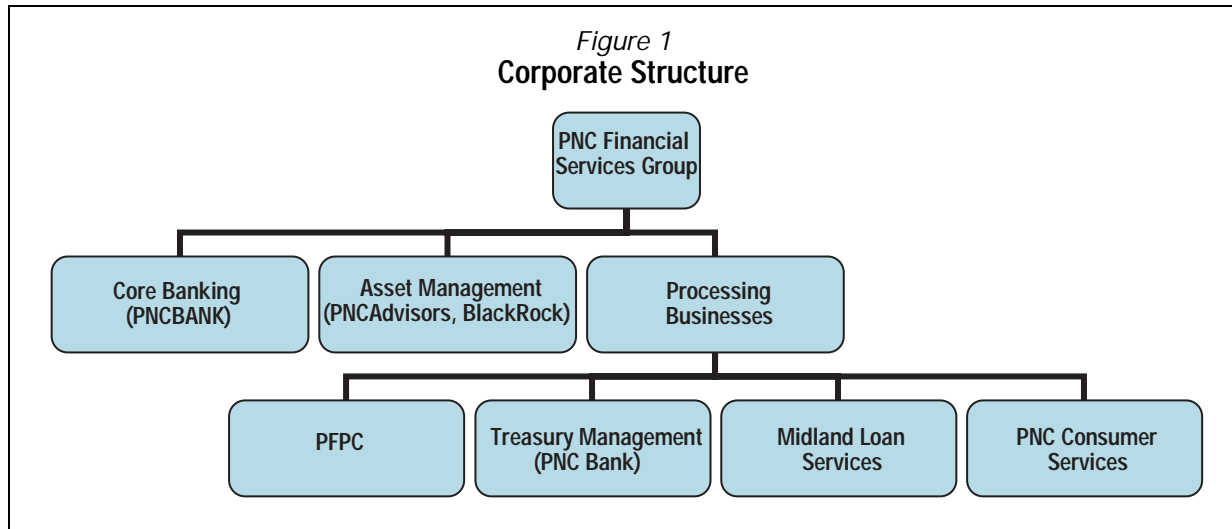 Figure 1
Corporate Structure
PNC Financial
Services Group
Core Banking
(PNCBANK)
Asset Management
(PNCAdvisors, BlackRock)
Processing
Businesses
PFPC
Treasury Management
(PNC Bank)
Midland Loan
Services
PNC Consumer
Services